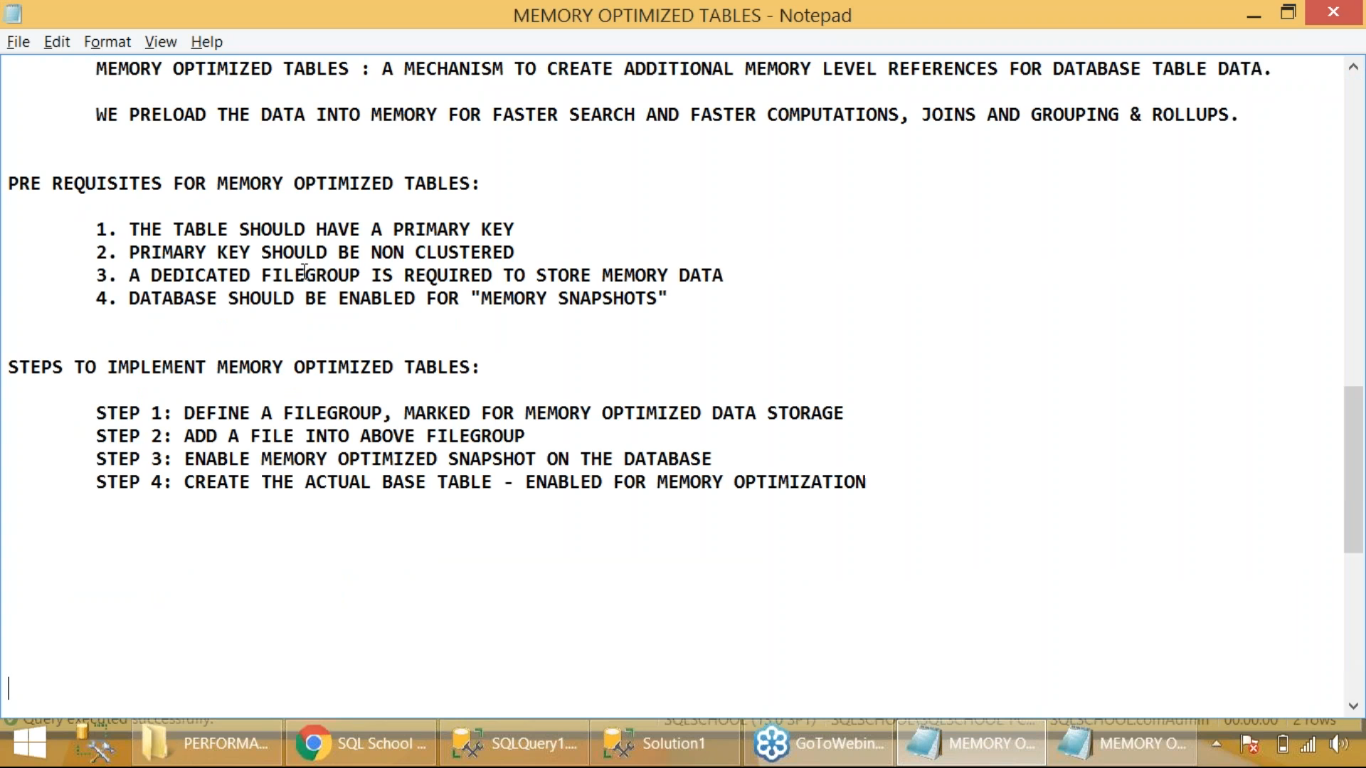 MEMORY OPTIMIZED TABLES - Notepad
File Edit Format View Help
MEMORY OPTIMIZED TABLES : A MECHANISM TO CREATE ADDITIONAL MEMORY LEVEL REFERENCES FOR DATABASE TABLE DATA.
WE PRELOAD THE DATA INTO MEMORY FOR FASTER SEARCH AND FASTER COMPUTATIONS, JOINS AND GROUPING & ROLLUPS.
PRE REQUISITES FOR MEMORY OPTIMIZED TABLES:
1. THE TABLE SHOULD HAVE A PRIMARY KEY
2. PRIMARY KEY SHOULD BE NON CLUSTERED
3. A DEDICATED FILEGROUP IS REQUIRED TO STORE MEMORY DATA
4. DATABASE SHOULD BE ENABLED FOR "MEMORY SNAPSHOTS"
STEPS TO IMPLEMENT MEMORY OPTIMIZED TABLES:
STEP 1: DEFINE A FILEGROUP, MARKED FOR MEMORY OPTIMIZED DATA STORAGE
STEP 2: ADD A FILE INTO ABOVE FILEGROUP
STEP 3: ENABLE MEMORY OPTIMIZED SNAPSHOT ON THE DATABASE
STEP 4: CREATE THE ACTUAL BASE TABLE - ENABLED FOR MEMORY OPTIMIZATION
Query executed successfully. 00:00:00 2 rows
PERFORMA... SQL School ... SQLQuery1.... Solution1 GoToWebin... MEMORY O... MEMORY O...